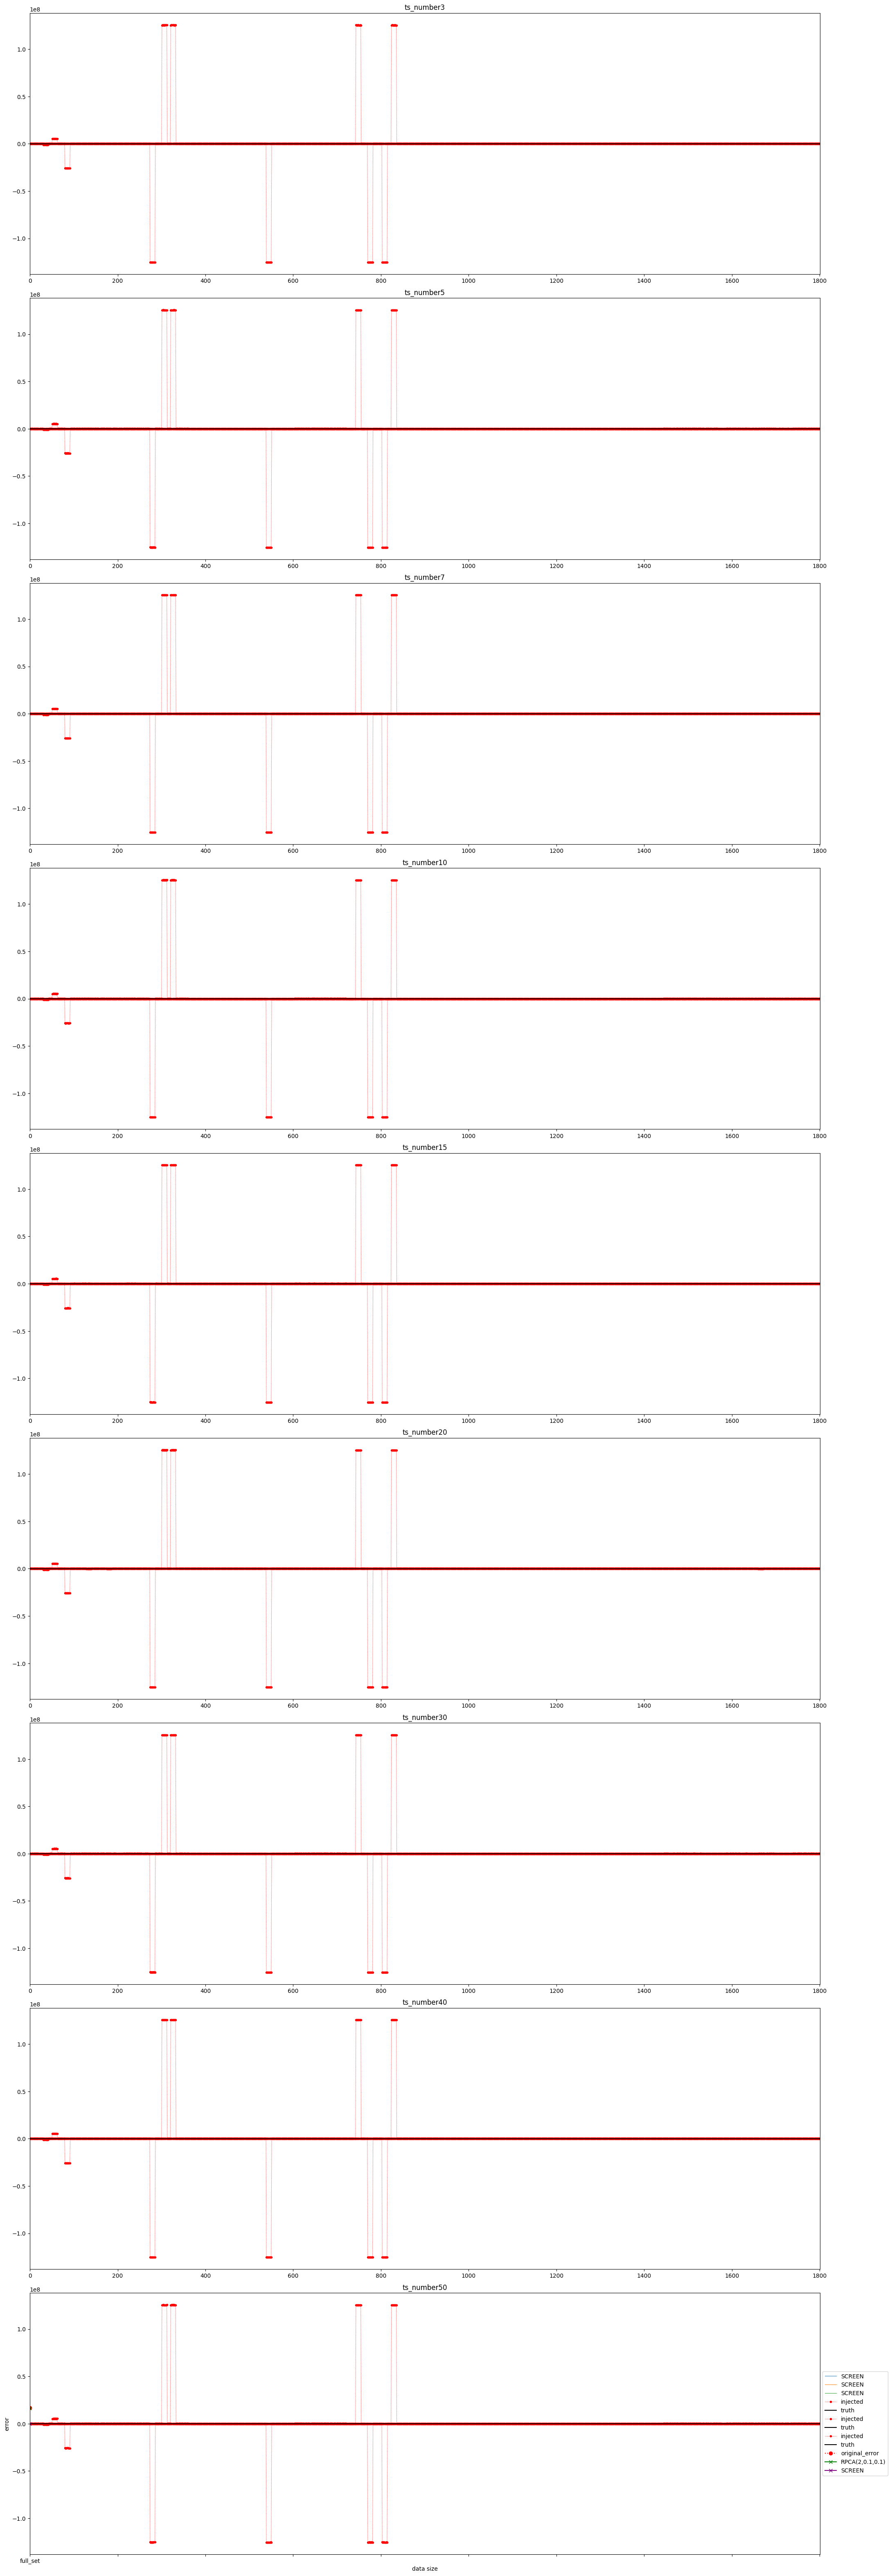 ts_number3
1e8
1.0
0.5
0.0
−0.5
−1.0
0 200 400 600 800 1000 1200 1400 1600 1800
ts_number5
1e8
1.0
0.5
0.0
−0.5
−1.0
0 200 400 600 800 1000 1200 1400 1600 1800
ts_number7
1e8
1.0
0.5
0.0
−0.5
−1.0
0 200 400 600 800 1000 1200 1400 1600 1800
ts_number10
1e8
1.0
0.5
0.0
−0.5
−1.0
0 200 400 600 800 1000 1200 1400 1600 1800
ts_number15
1e8
1.0
0.5
0.0
−0.5
−1.0
0 200 400 600 800 1000 1200 1400 1600 1800
ts_number20
1e8
1.0
0.5
0.0
−0.5
−1.0
0 200 400 600 800 1000 1200 1400 1600 1800
ts_number30
1e8
1.0
0.5
0.0
−0.5
−1.0
0 200 400 600 800 1000 1200 1400 1600 1800
ts_number40
1e8
1.0
0.5
0.0
−0.5
−1.0
0 200 400 600 800 1000 1200 1400 1600 1800
ts_number50
1e8
1.0
0.5
0.0
−0.5
−1.0
error
full_set
data size
SCREEN
SCREEN
SCREEN
injected
truth
injected
truth
injected
truth
original_error
RPCA(2,0.1,0.1)
SCREEN